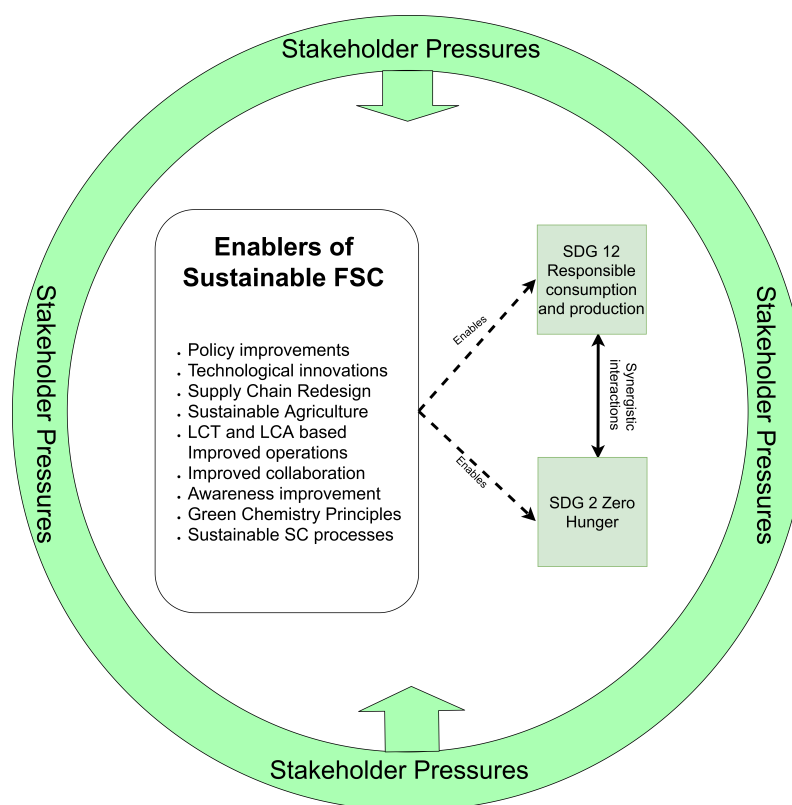 Stakeholder Pressures
Stakeholder Pressures
Enablers of
Sustainable FSC
. Policy improvements
. Technological innovations
. Supply Chain Redesign
. Sustainable Agriculture
. LCT and LCA based
Improved operations
. Improved collaboration
. Awareness improvement
. Green Chemistry Principles
. Sustainable SC processes
Enables
Enables
SDG 12
Responsible
consumption
and production
Synergistic
interactions
SDG 2 Zero
Hunger
Stakeholder Pressures
Stakeholder Pressures